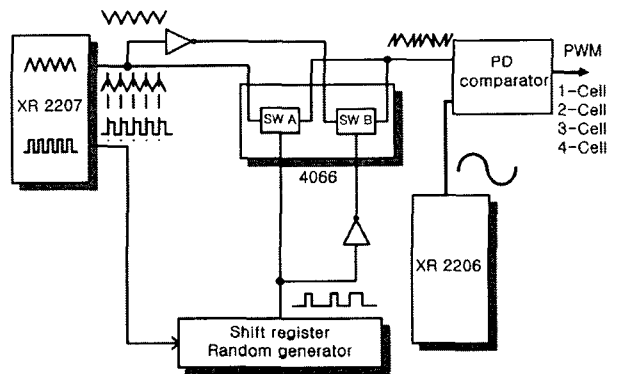 XR 2207
SW A
SW B
4066
PD
comparator
PWM
1-Cell
2-Cell
3-Cell
4-Cell
XR 2206
Shift register
Random generator